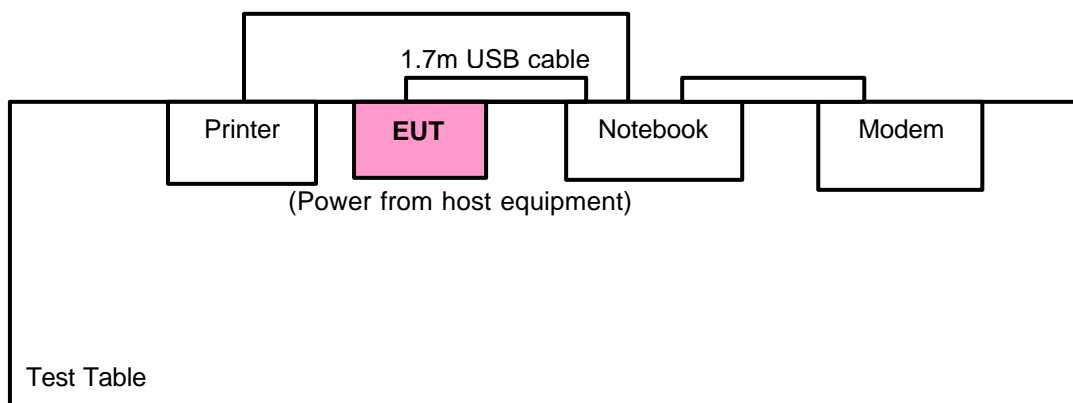 1.7m USB cable
Printer
EUT
Notebook
Modem
(Power from host equipment)
Test Table